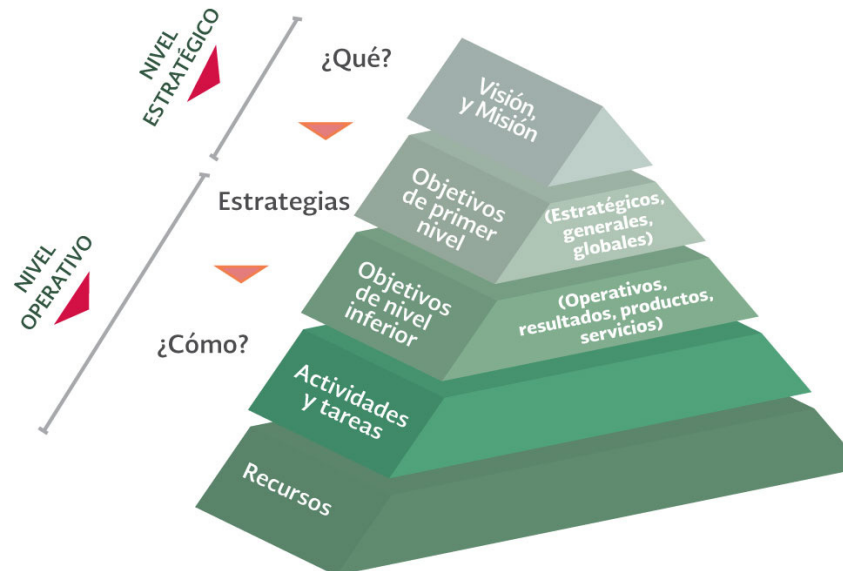 NIVEL
ESTRATÉGICO
¿Qué?
Visión,
y Misión
Estrategias
Objetivos
de primer
nivel
(Estratégicos,
generales,
globales)
NIVEL
OPERATIVO
Objetivos
de nivel
inferior
(Operativos,
resultados, productos,
servicios)
¿Cómo?
Actividades
y tareas
Recursos